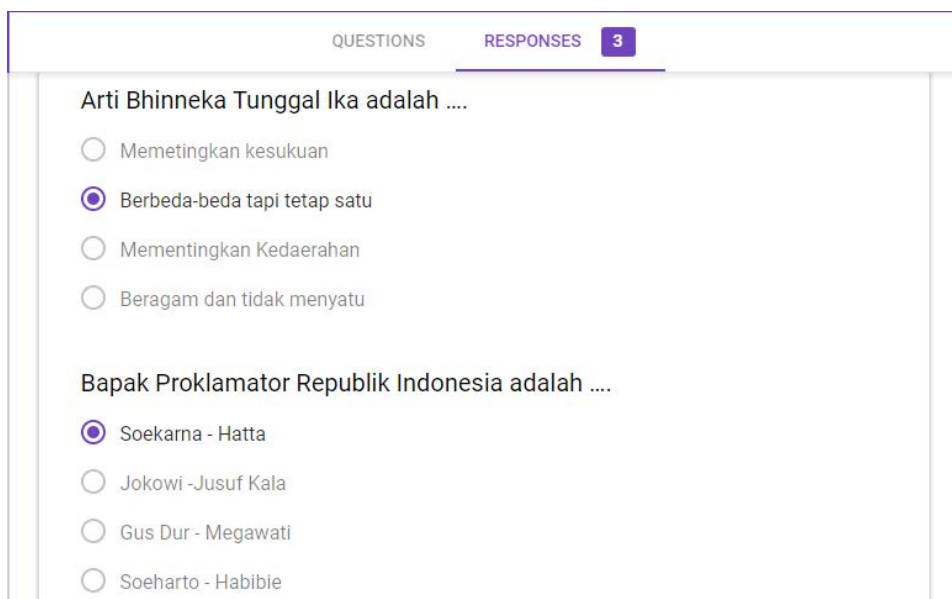 QUESTIONS RESPONSES 3
Arti Bhinneka Tunggal Ika adalah ....
Memetingkan kesukuan
Berbeda-beda tapi tetap satu
Mementingkan Kedaerahan
Beragam dan tidak menyatu
Bapak Proklamator Republik Indonesia adalah ....
Soekarna - Hatta
Jokowi -Jusuf Kala
Gus Dur - Megawati
Soeharto - Habibie